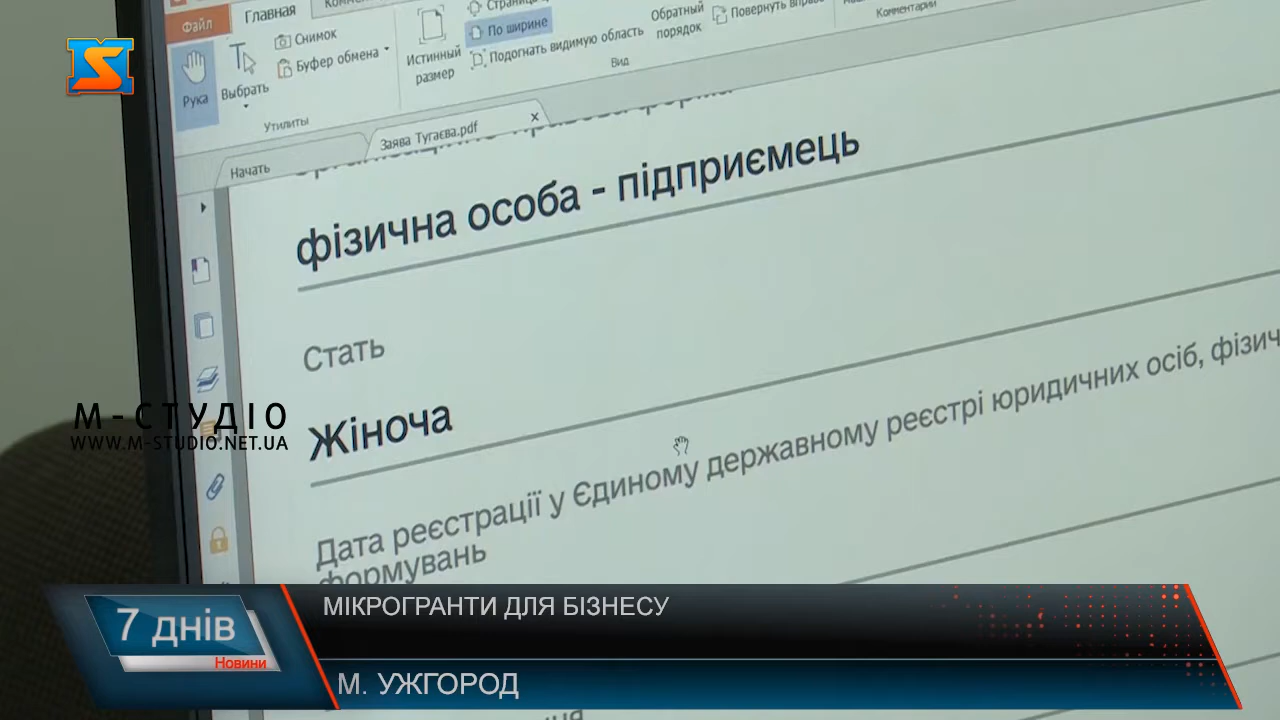 Файл
Главная
Снимок
Буфер обмена
Рука
Выбрать
Утилиты
Истинный
размер
По ширине
Подогнать видимую область
Вид
Обратный
порядок
Повернуть вправо
Комментарии
Начать
Заява Тугаєва.pdf
фізична особа - підприємець
Стать
Жіноча
Дата реєстрації у Єдиному державному реєстрі юридичних осіб,
формувань
М-СТУДІО
WWW.M-STUDIO.NET.UA
7 днів
Новини
МІКРОГРАНТИ ДЛЯ БІЗНЕСУ
М. УЖГОРОД